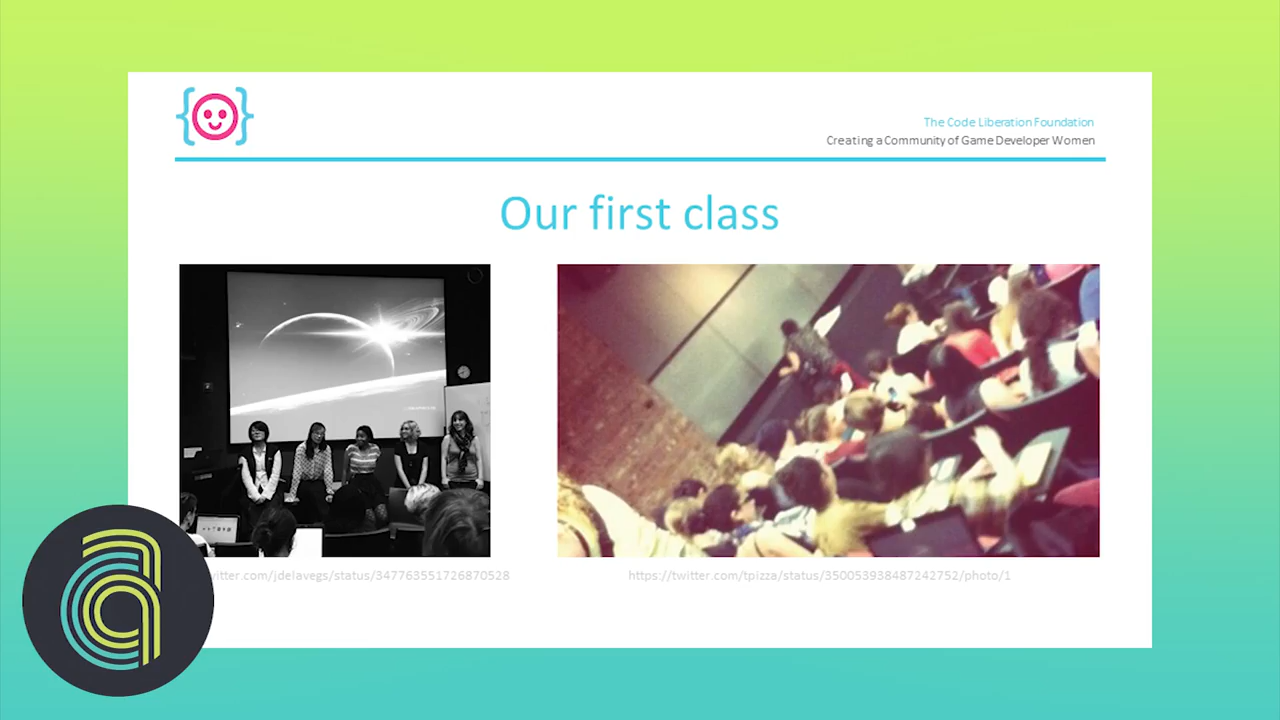 The Code Liberation Foundation
Creating a Community of Game Developer Women
Our first class
witter.com/jdelavegs/status/347763551726870528
https://twitter.com/tpizza/status/350053938487242752/photo/1